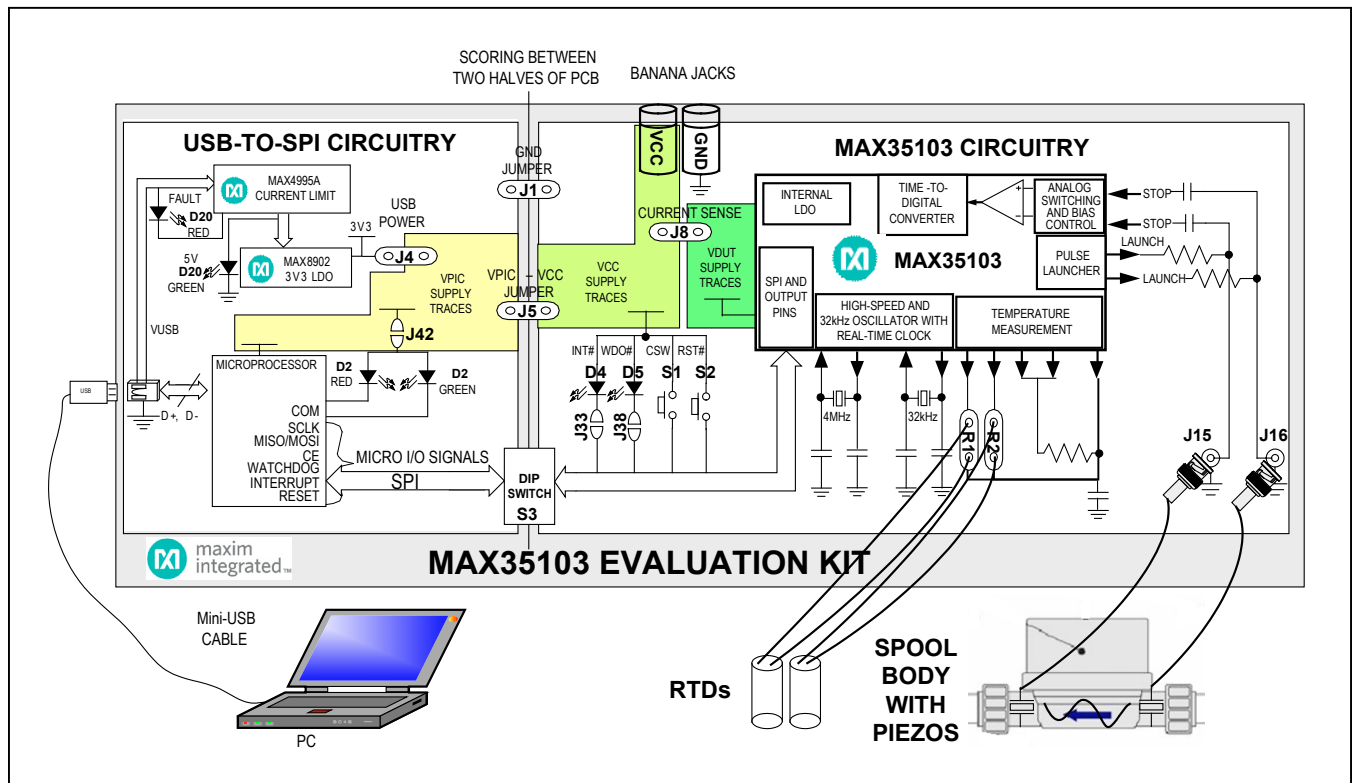 SCORING BETWEEN
TWO HALVES OF PCB
BANANA JACKS
VCC
GND
USB-TO-SPI CIRCUITRY
MAX35103 CIRCUITRY
GND
JUMPER
J1
MAX4995A
CURRENT LIMIT
FAULT
D20
RED
USB
POWER
3V3
J4
5V
D20
GREEN
MAX8902
3V3 LDO
VUSB
VPIC
SUPPLY
TRACES
J42
VPIC – VCC
JUMPER
J5
VCC
SUPPLY
TRACES
CURRENT SENSE
J8
VDUT
SUPPLY
TRACES
INTERNAL
LDO
TIME -TO-
DIGITAL
CONVERTER
ANALOG
SWITCHING
AND BIAS
CONTROL
STOP
STOP
MAX35103
PULSE
LAUNCHER
LAUNCH
LAUNCH
SPI AND
OUTPUT
PINS
HIGH-SPEED AND
32kHz OSCILLATOR WITH
REAL-TIME CLOCK
TEMPERATURE
MEASUREMENT
MICROPROCESSOR
D2
RED
D2
GREEN
INT#
WDO#
CSW
RST#
D4
D5
S1
S2
J33
J38
4MHz
32kHz
R1
R2
J15
J16
USB
D+, D-
COM
SCLK
MISO/MOSI
CE
WATCHDOG
INTERRUPT
RESET
MICRO I/O SIGNALS
SPI
DIP
SWITCH
S3
maxim
integrated™
MAX35103 EVALUATION KIT
Mini-USB
CABLE
PC
RTDs
SPOOL
BODY
WITH
PIEZOS